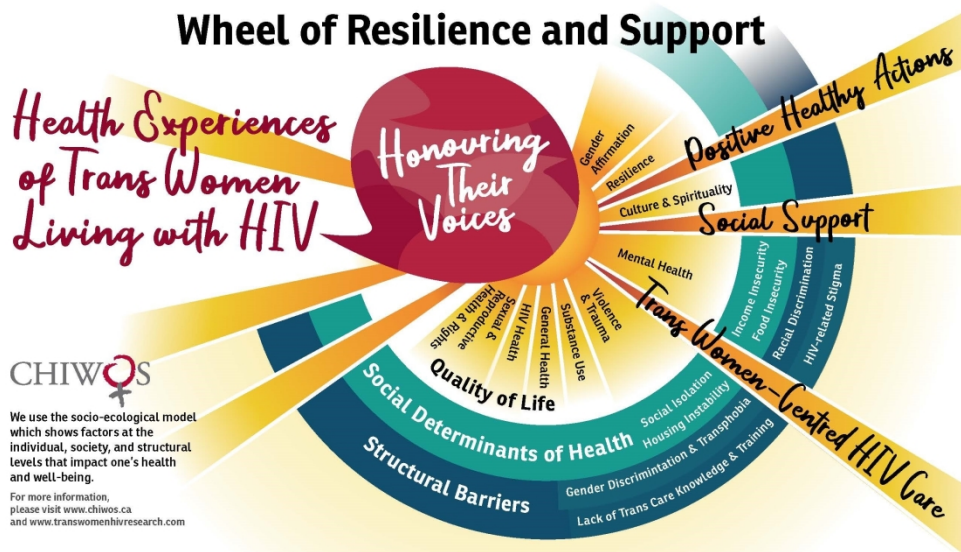 Wheel of Resilience and Support
Health Experiences
of Trans Women
Living with HIV
Honouring
Their
Voices
Gender
Affirmation
Resilience
Positive Healthy Actions
Culture & Spirituality
Social Support
Mental Health
Trans Women-Centred HIV Care
Violence
& Trauma
Substance Use
General Health
HIV Health
Sexual &
Reproductive
Health & Rights
Quality of Life
Income Insecurity
Food Insecurity
Racial Discrimination
HIV-related Stigma
Social Determinants of Health
Social Isolation
Housing Instability
Structural Barriers
Gender Discrimintation & Transphobia
Lack of Trans Care Knowledge & Training
CHIWOS
We use the socio-ecological model
which shows factors at the
individual, society, and structural
levels that impact one's health
and well-being.
For more information,
please visit www.chiwos.ca
and www.transwomenhivresearch.com